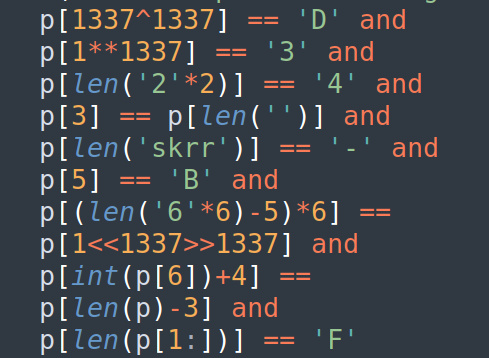 p[1337^1337] == 'D' and
p[1**1337] == '3' and
p[len('2'*2)] == '4' and
p[3] == p[len('')] and
p[len('skrr')] == '-' and
p[5] == 'B' and
p[(len('6'*6)-5)*6] ==
p[1<<1337>>1337] and
p[int(p[6])+4] ==
p[len(p)-3] and
p[len(p[1:])] == 'F'